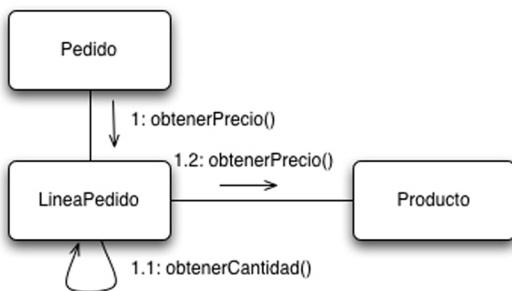 Pedido
1: obtenerPrecio()
1.2: obtenerPrecio()
LineaPedido
Producto
1.1: obtenerCantidad()